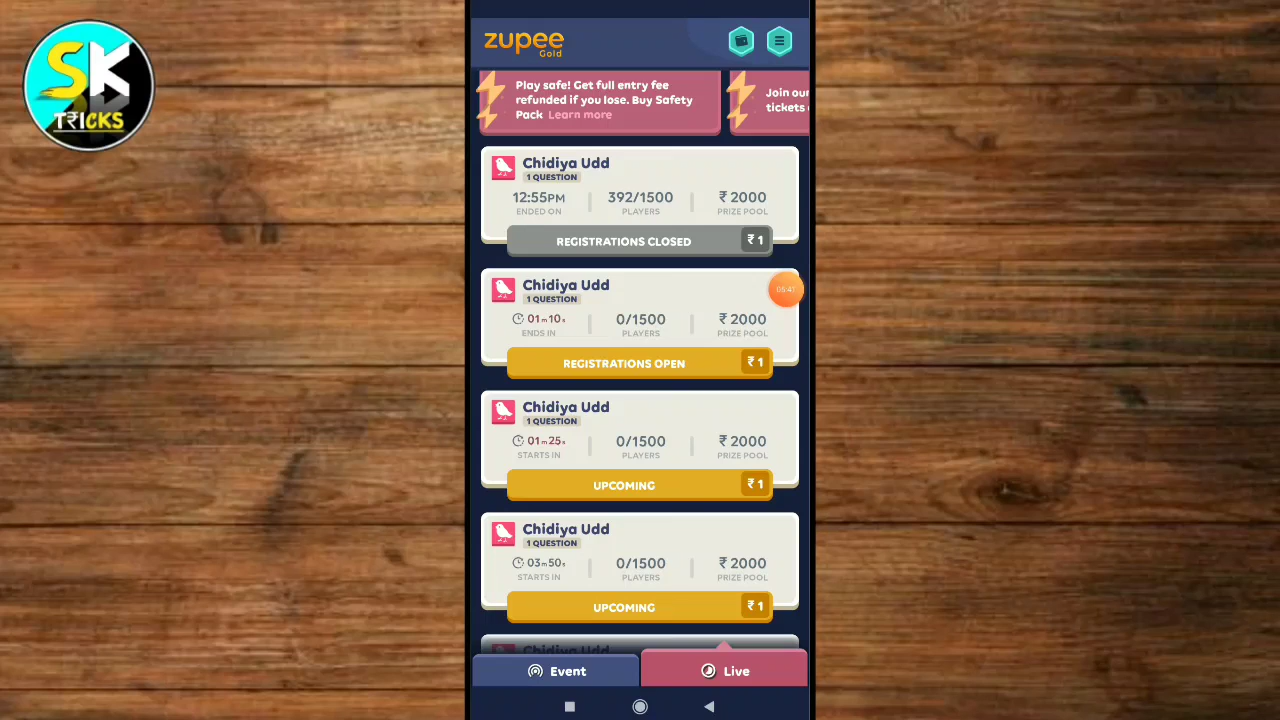 SK
TRICKS
zupee
Gold
Play safe! Get full entry fee
refunded if you lose. Buy Safety
Pack Learn more
Join our
tickets
Chidiya Udd
1 QUESTION
12:55PM
ENDED ON
392/1500
PLAYERS
₹ 2000
PRIZE POOL
REGISTRATIONS CLOSED
₹ 1
Chidiya Udd
1 QUESTION
01m 10s
ENDS IN
0/1500
PLAYERS
₹ 2000
PRIZE POOL
REGISTRATIONS OPEN
₹ 1
05:41
Chidiya Udd
1 QUESTION
01m 25s
STARTS IN
0/1500
PLAYERS
₹ 2000
PRIZE POOL
UPCOMING
₹ 1
Chidiya Udd
1 QUESTION
03m 50s
STARTS IN
0/1500
PLAYERS
₹ 2000
PRIZE POOL
UPCOMING
₹ 1
Chidiya Udd
Event
Live